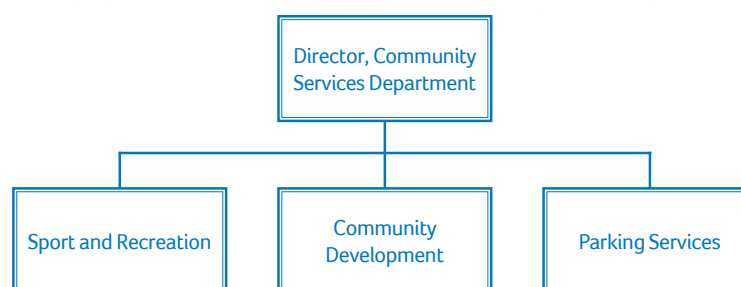 Director, Community
Services Department
Sport and Recreation
Community
Development
Parking Services